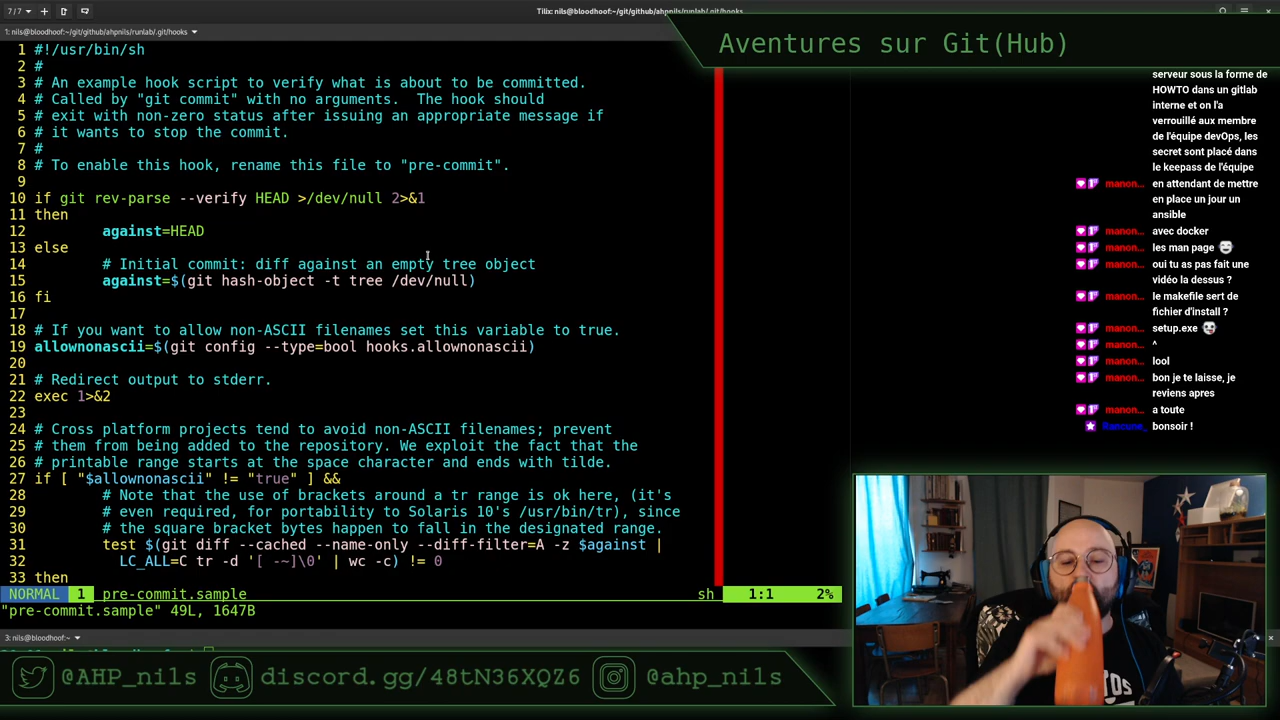 7 / 7
Tilix: nils@bloodhoof:~/git/github/ahpnils/runlab/.git/hooks
1: nils@bloodhoof:~/git/github/ahpnils/runlab/.git/hooks
Aventures sur Git(Hub)
1 #!/usr/bin/sh
2 #
3 # An example hook script to verify what is about to be committed.
4 # Called by "git commit" with no arguments.  The hook should
5 # exit with non-zero status after issuing an appropriate message if
6 # it wants to stop the commit.
7 #
8 # To enable this hook, rename this file to "pre-commit".
9
10 if git rev-parse --verify HEAD >/dev/null 2>&1
11 then
12         against=HEAD
13 else
14         # Initial commit: diff against an empty tree object
15         against=$(git hash-object -t tree /dev/null)
16 fi
17
18 # If you want to allow non-ASCII filenames set this variable to true.
19 allownonascii=$(git config --type=bool hooks.allownonascii)
20
21 # Redirect output to stderr.
22 exec 1>&2
23
24 # Cross platform projects tend to avoid non-ASCII filenames; prevent
25 # them from being added to the repository. We exploit the fact that the
26 # printable range starts at the space character and ends with tilde.
27 if [ "$allownonascii" != "true" ] &&
28         # Note that the use of brackets around a tr range is ok here, (it's
29         # even required, for portability to Solaris 10's /usr/bin/tr), since
30         # the square bracket bytes happen to fall in the designated range.
31         test $(git diff --cached --name-only --diff-filter=A -z $against |
32           LC_ALL=C tr -d '[ -~]\0' | wc -c) != 0
33 then
NORMAL 1 pre-commit.sample sh 1:1 2%
"pre-commit.sample" 49L, 1647B
3: nils@bloodhoof:~
@AHP_nils discord.gg/48tN36XQZ6 @ahp_nils
serveur sous la forme de
HOWTO dans un gitlab
interne et on l'a
verrouillé aux membre
de l'équipe devOps, les
secret sont placé dans
le keepass de l'équipe
manon... en attendant de mettre
en place un jour un
ansible
manon... avec docker
manon... les man page
manon... oui tu as pas fait une
vidéo la dessus ?
manon... le makefile sert de
fichier d'install ?
manon... setup.exe
manon... ^
manon... lool
manon... bon je te laisse, je
reviens apres
manon... a toute
Rancune_ bonsoir !